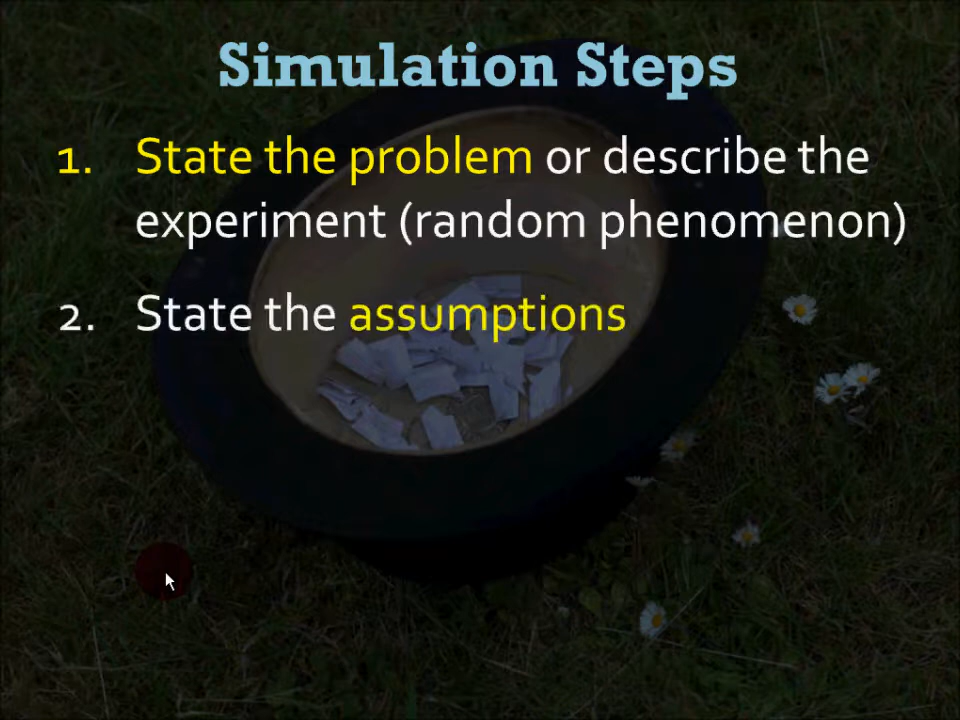 Simulation Steps
1. State the problem or describe the
experiment (random phenomenon)
2. State the assumptions